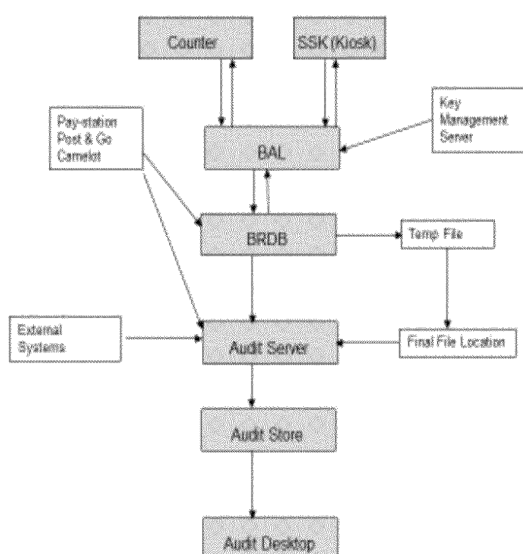 Counter
SSK (Kiosk)
Pay-station
Post & Go
Camelot
Key
Management
Server
BAL
BRDB
Temp File
External
Systems
Audit Server
Final File Location
Audit Store
Audit Desktop